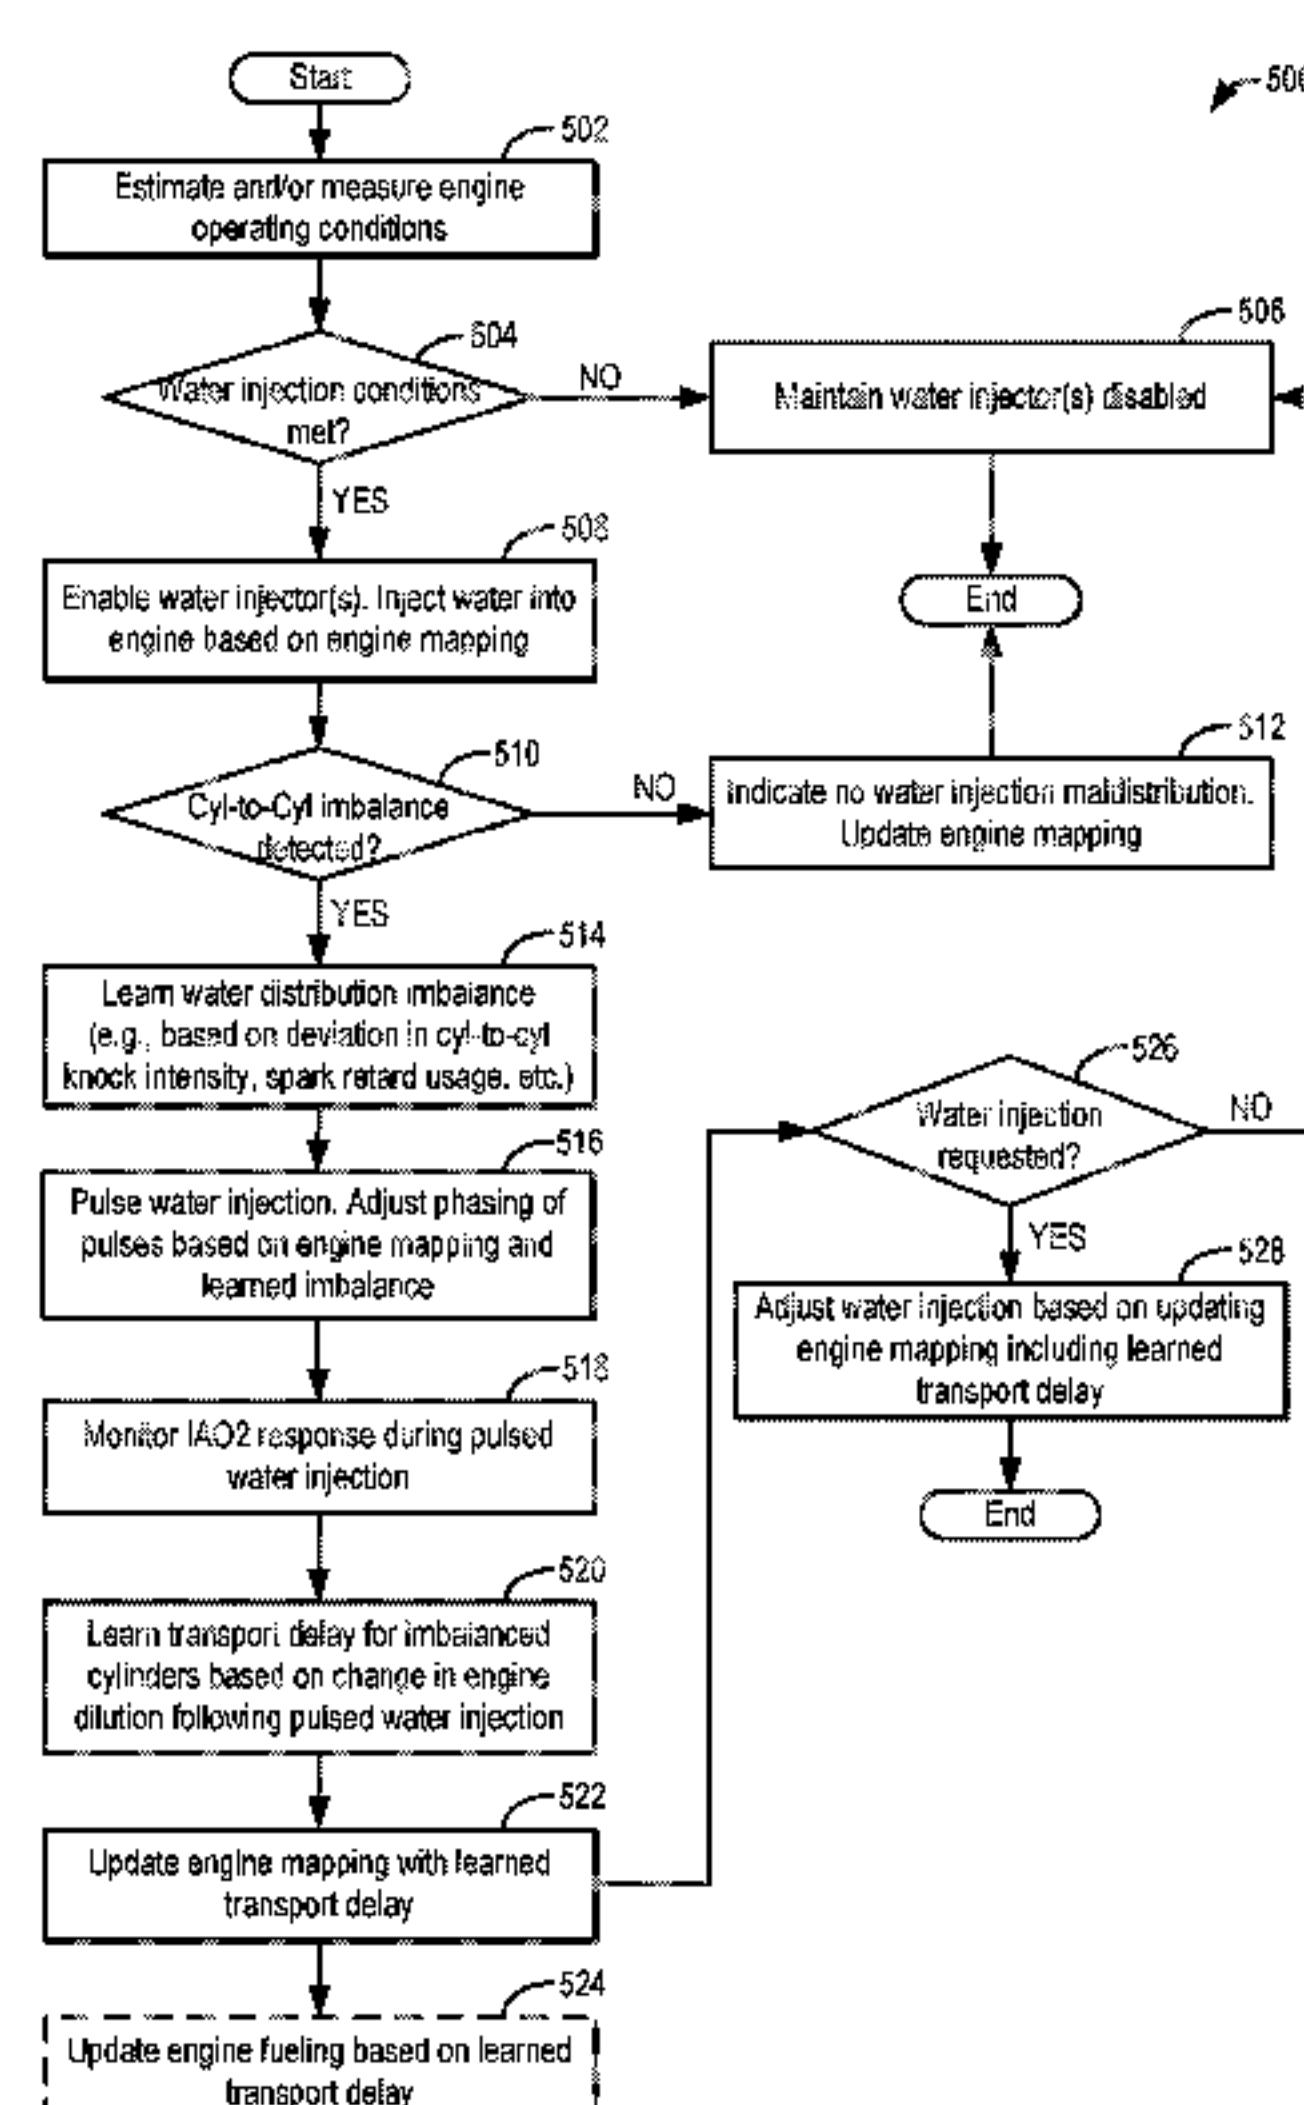 Start
502
Estimate and/or measure engine
operating conditions
504
Water injection conditions
met?
NO
YES
506
Maintain water injector(s) disabled
End
508
Enable water injector(s). Inject water into
engine based on engine mapping
510
Cyl-to-Cyl imbalance
detected?
NO
YES
512
Indicate no water injection maldistribution.
Update engine mapping
514
Learn water distribution imbalance
(e.g., based on deviation in cyl-to-cyl
knock intensity, spark retard usage, etc.)
516
Pulse water injection. Adjust phasing of
pulses based on engine mapping and
learned imbalance
518
Monitor IAO2 response during pulsed
water injection
520
Learn transport delay for imbalanced
cylinders based on change in engine
dilution following pulsed water injection
522
Update engine mapping with learned
transport delay
524
Update engine fueling based on learned
transport delay
526
Water injection
requested?
NO
YES
528
Adjust water injection based on updating
engine mapping including learned
transport delay
End